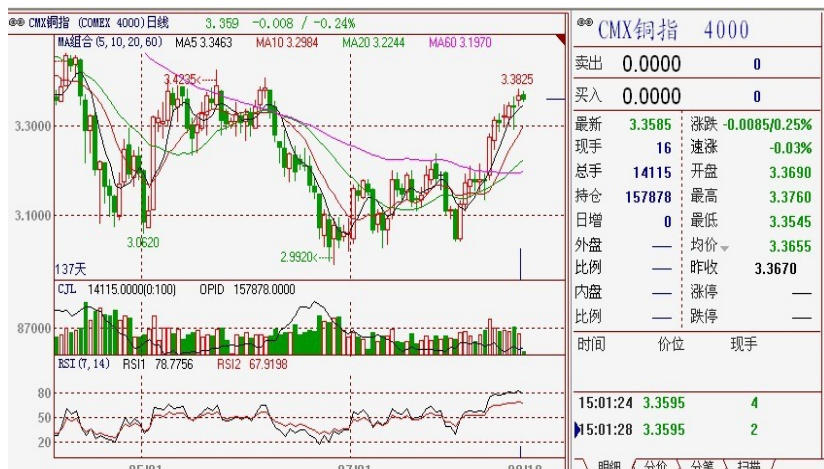 CMX铜指 (COMEX 4000)日线 3.359 -0.008 / -0.24%
MA组合(5,10,20,60) MA5 3.3463 MA10 3.2984 MA20 3.2244 MA60 3.1970
3.4235
3.3825
3.3000
3.1000
3.0620
2.9920
137天
CJL 14115.0000(0:100) OPID 157878.0000
87000
RSI(7,14) RSI1 78.7756 RSI2 67.9198
80
50
20
CMX铜指 4000
卖出 0.0000 0
买入 0.0000 0
最新 3.3585 涨跌 -0.0085/0.25%
现手 16 速涨 -0.03%
总手 14115 开盘 3.3690
持仓 157878 最高 3.3760
日增 0 最低 3.3545
外盘 — 均价 3.3655
比例 — 昨收 3.3670
内盘 — 涨停 —
比例 — 跌停 —
时间 价位 现手
15:01:24 3.3595 4
15:01:28 3.3595 2
明细 分价 分笔 扫描